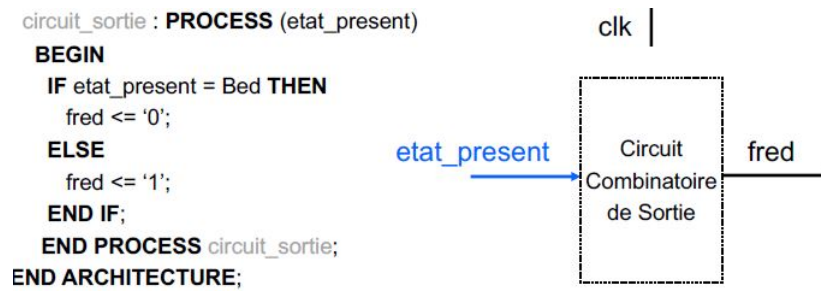 circuit_sortie : PROCESS (etat_present)
BEGIN
IF etat_present = Bed THEN
fred <= ‘0’;
ELSE
fred <= ‘1’;
END IF;
END PROCESS circuit_sortie;
END ARCHITECTURE;
clk
etat_present
Circuit
Combinatoire
de Sortie
fred